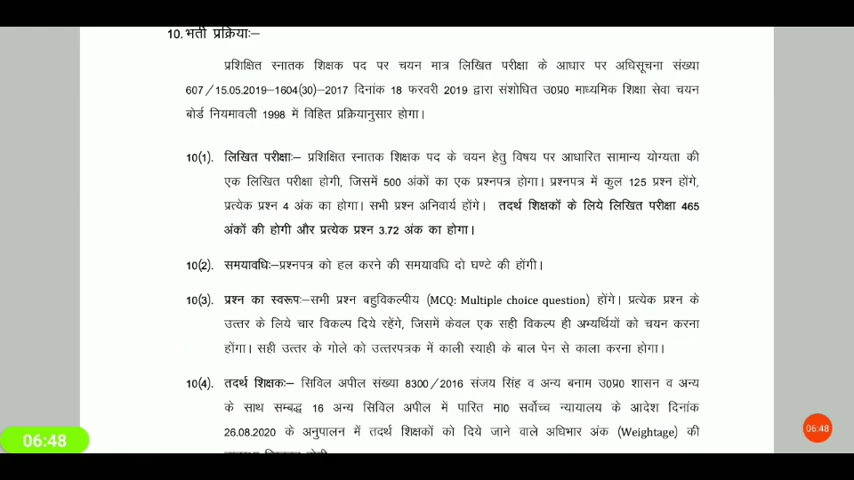 10. भर्ती प्रक्रियाः–
प्रशिक्षित स्नातक शिक्षक पद पर चयन मात्र लिखित परीक्षा के आधार पर अधिसूचना संख्या
607/15.05.2019–1604(30)–2017 दिनांक 18 फरवरी 2019 द्वारा संशोधित उ0प्र0 माध्यमिक शिक्षा सेवा चयन
बोर्ड नियमावली 1998 में विहित प्रक्रियानुसार होगा।
10(1). लिखित परीक्षाः– प्रशिक्षित स्नातक शिक्षक पद के चयन हेतु विषय पर आधारित सामान्य योग्यता की
एक लिखित परीक्षा होगी, जिसमें 500 अंकों का एक प्रश्नपत्र होगा। प्रश्नपत्र में कुल 125 प्रश्न होंगे,
प्रत्येक प्रश्न 4 अंक का होगा। सभी प्रश्न अनिवार्य होंगे। तदर्थ शिक्षकों के लिये लिखित परीक्षा 465
अंकों की होगी और प्रत्येक प्रश्न 3.72 अंक का होगा।
10(2). समयावधिः–प्रश्नपत्र को हल करने की समयावधि दो घण्टे की होंगी।
10(3). प्रश्न का स्वरूपः–सभी प्रश्न बहुविकल्पीय (MCQ: Multiple choice question) होंगे। प्रत्येक प्रश्न के
उत्तर के लिये चार विकल्प दिये रहेंगे, जिसमें केवल एक सही विकल्प ही अभ्यर्थियों को चयन करना
होंगा। सही उत्तर के गोले को उत्तरपत्रक में काली स्याही के बाल पेन से काला करना होगा।
10(4). तदर्थ शिक्षकः– सिविल अपील संख्या 8300/2016 संजय सिंह व अन्य बनाम उ0प्र0 शासन व अन्य
के साथ सम्बद्ध 16 अन्य सिविल अपील में पारित मा0 सर्वोच्च न्यायालय के आदेश दिनांक
26.08.2020 के अनुपालन में तदर्थ शिक्षकों को दिये जाने वाले अधिभार अंक (Weightage) की
06:48
06:48